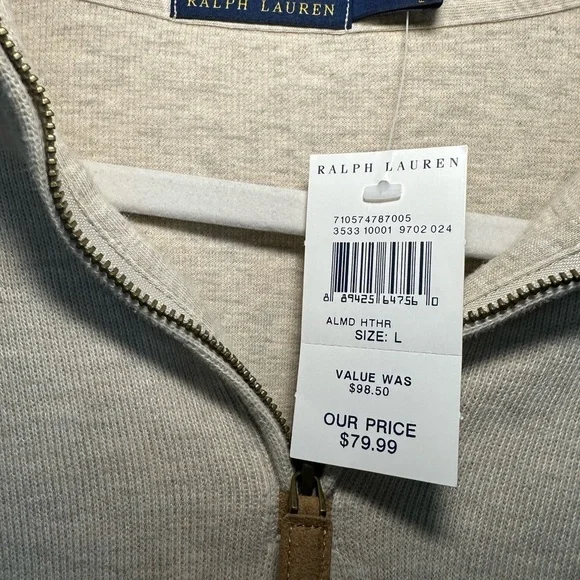 RALPH LAUREN
RALPH LAUREN
710574787005
3533 10001 9702 024
8 89425 64756 0
ALMD HTHR
SIZE: L
VALUE WAS
$98.50
OUR PRICE
$79.99